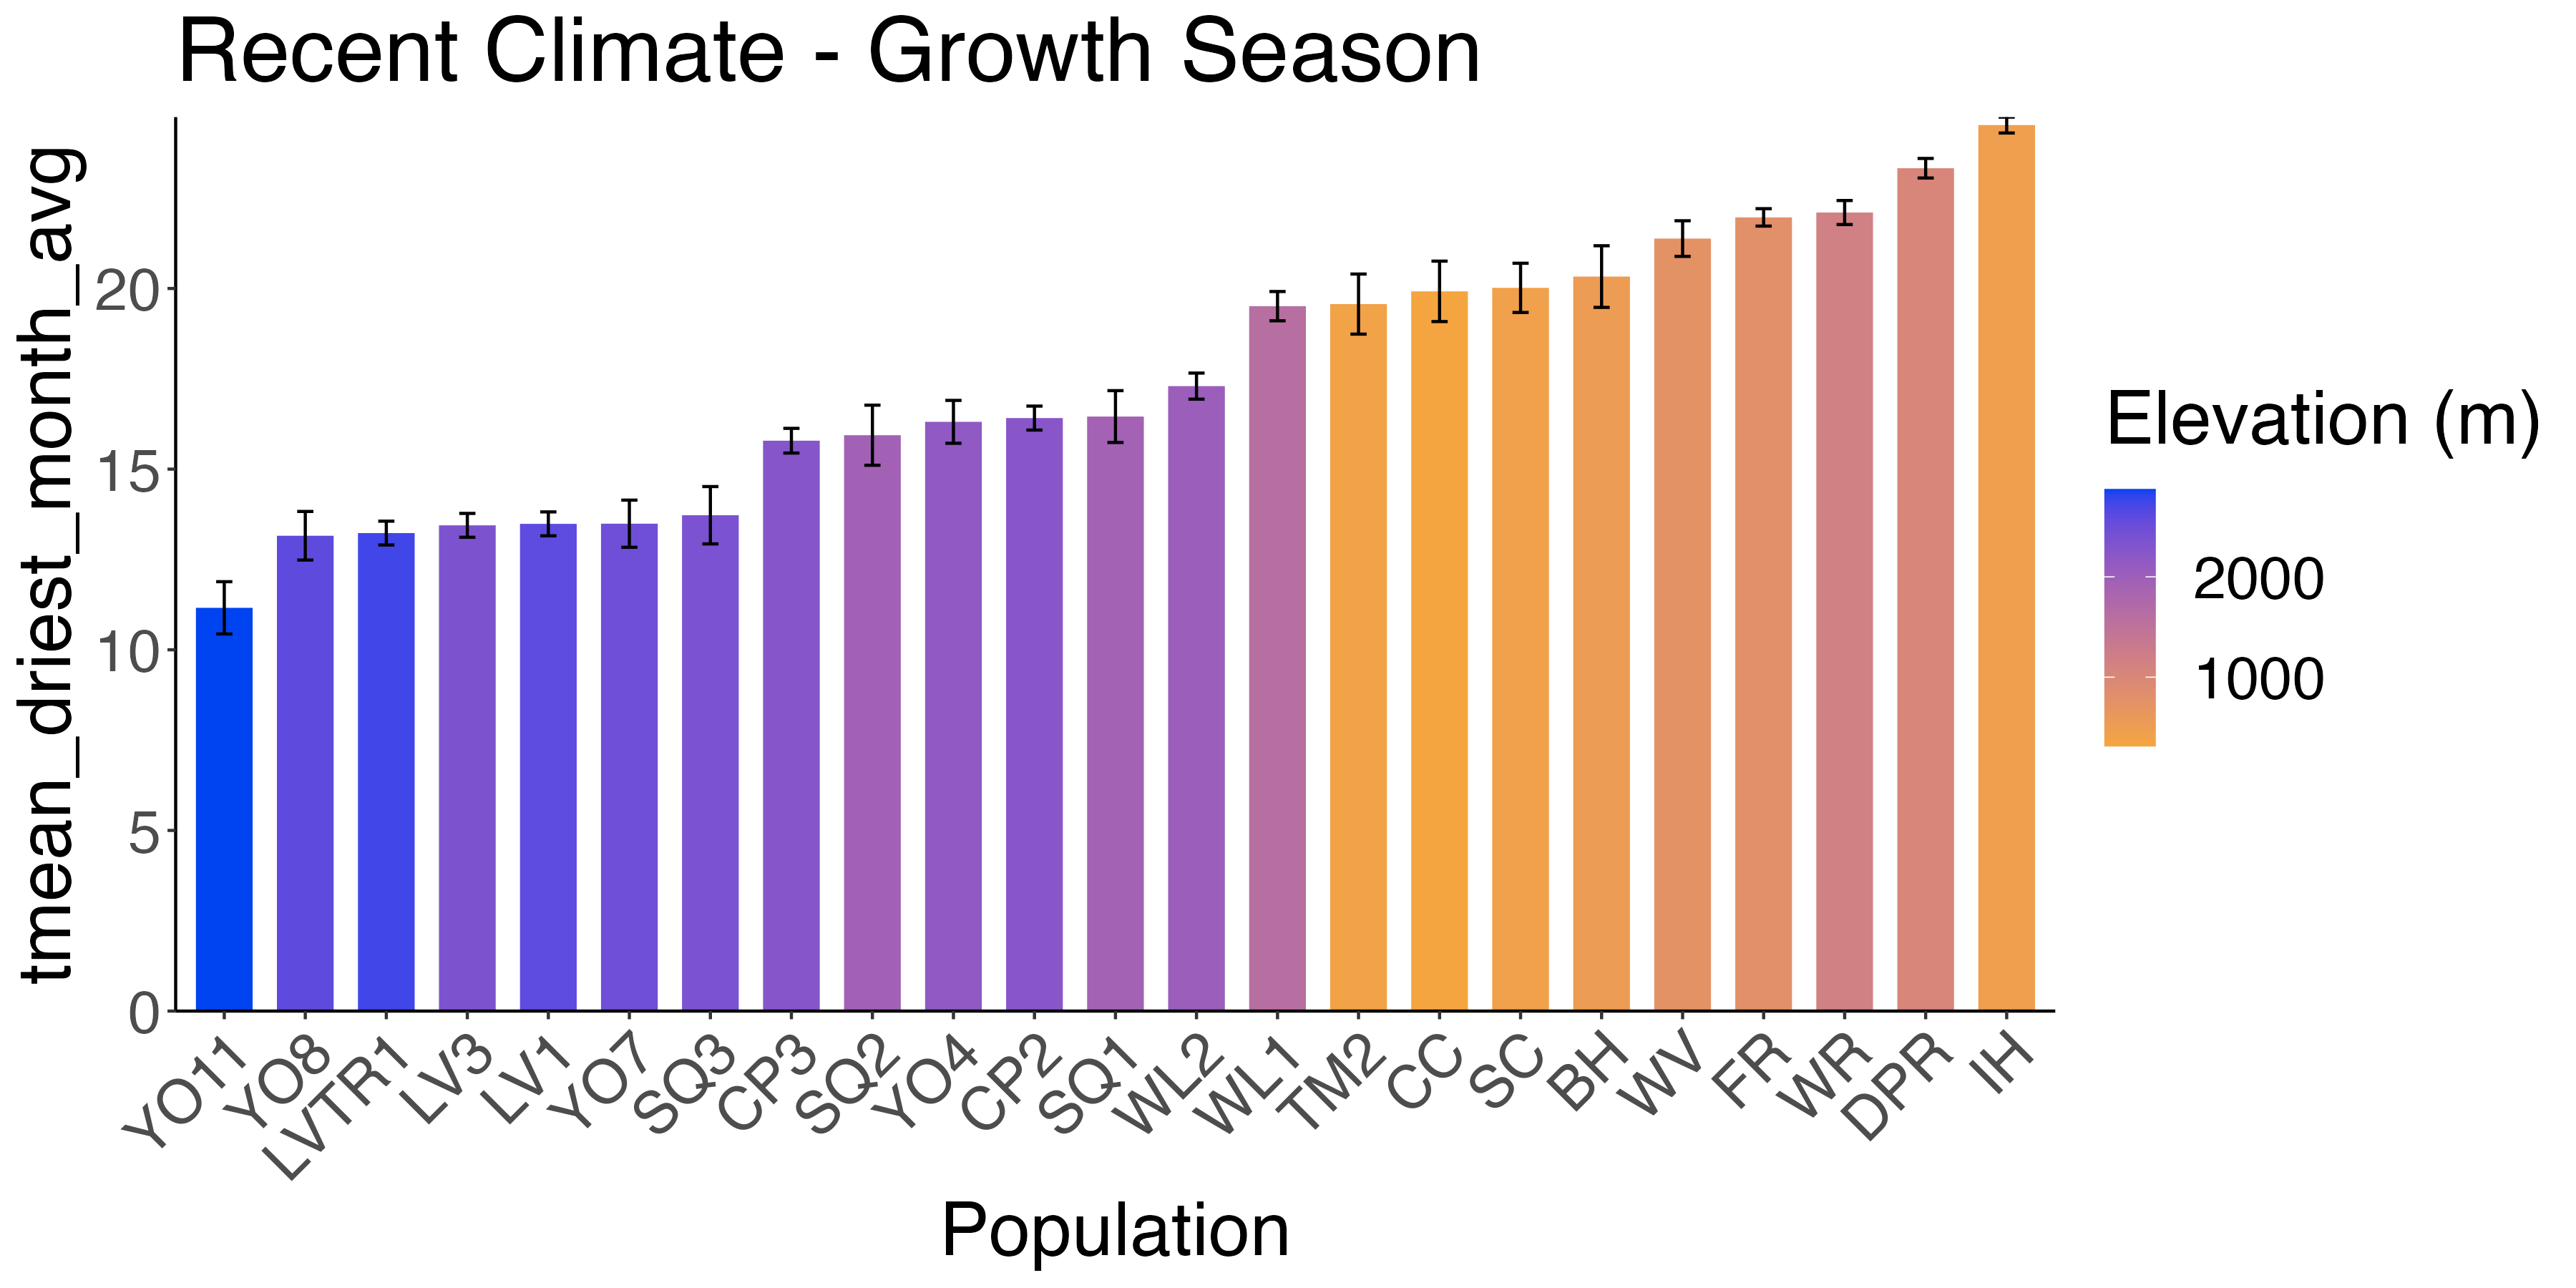 Recent Climate - Growth Season
tmean_driest_month_avg
20
15
10
5
0
YO11
YO8
LVTR1
LV3
LV1
YO7
SQ3
CP3
SQ2
YO4
CP2
SQ1
WL2
WL1
TM2
CC
SC
BH
WV
FR
WR
DPR
IH
Population
Elevation (m)
2000
1000